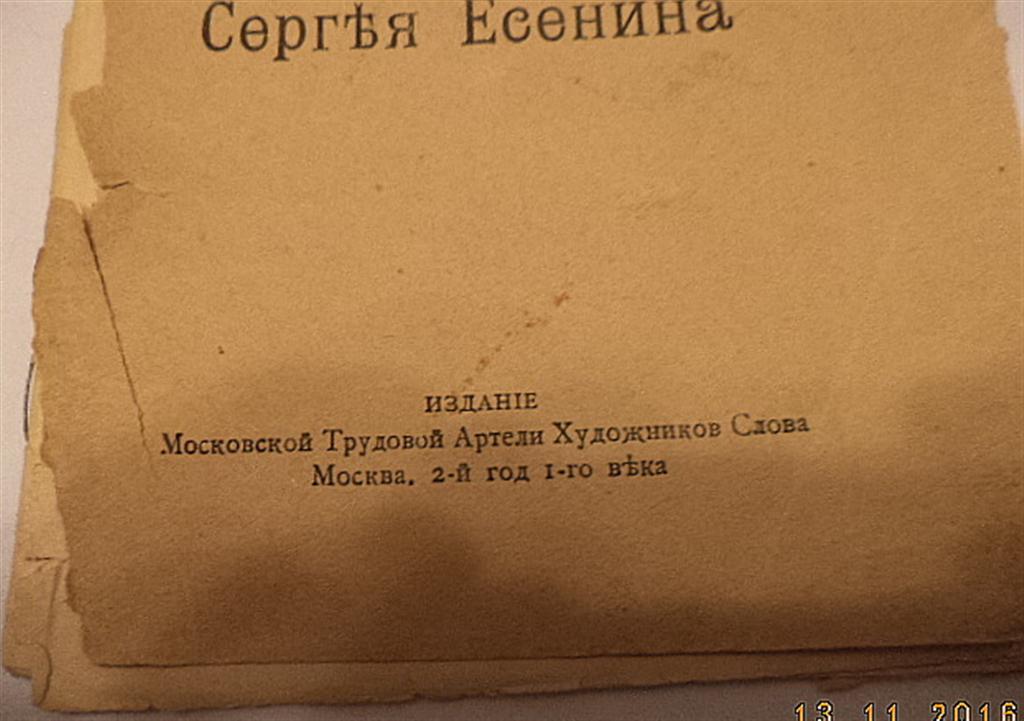 Сергѣя Есенина
ИЗДАНІЕ
Московской Трудовой Артели Художников Слова
Москва. 2-й год 1-го вѣка
13 11 2016